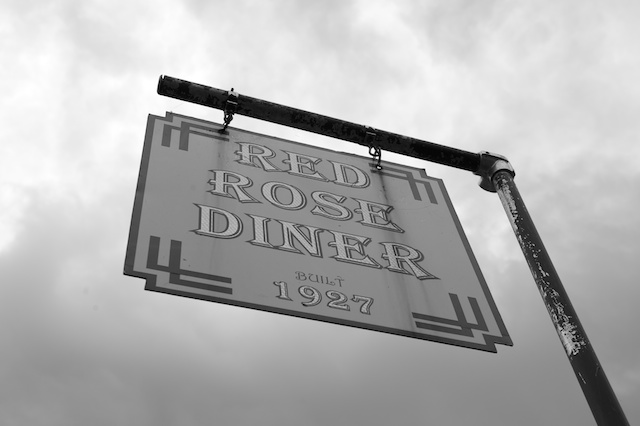 RED
ROSE
DINER
BUILT
1927